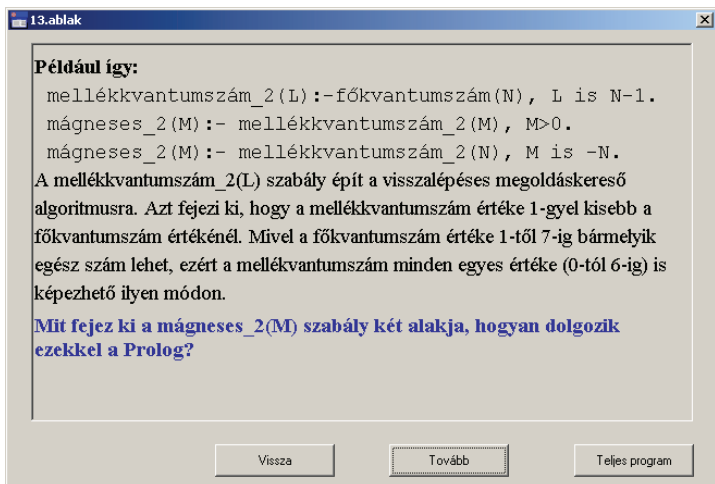 13.ablak
Például így:
mellékkvantumszám_2(L):-főkvantumszám(N), L is N-1.
mágneses_2(M):- mellékkvantumszám_2(M), M>0.
mágneses_2(M):- mellékkvantumszám_2(N), M is -N.
A mellékkvantumszám_2(L) szabály épít a visszalépéses megoldáskereső
algoritmusra. Azt fejezi ki, hogy a mellékkvantumszám értéke 1-gyel kisebb a
főkvantumszám értékénél. Mivel a főkvantumszám értéke 1-től 7-ig bármelyik
egész szám lehet, ezért a mellékvantumszám minden egyes értéke (0-tól 6-ig) is
képezhető ilyen módon.
Mit fejez ki a mágneses_2(M) szabály két alakja, hogyan dolgozik
ezekkel a Prolog?
Vissza Tovább Teljes program